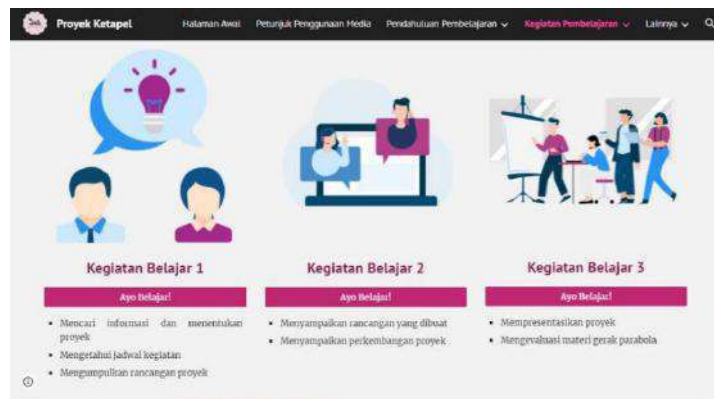 Proyek Ketapel
Halaman Awal
Petunjuk Penggunaan Media
Pendahuluan Pembelajaran
Kegiatan Pembelajaran
Lainnya
Kegiatan Belajar 1
Ayo Belajar!
Mencari informasi dan menentukan
proyek
Mengetahui jadwal kegiatan
Mengumpulkan rancangan proyek
Kegiatan Belajar 2
Ayo Belajar!
Menyampaikan rancangan yang dibuat
Menyampaikan perkembangan proyek
Kegiatan Belajar 3
Ayo Belajar!
Mempresentasikan proyek
Mengevaluasi materi gerak parabola